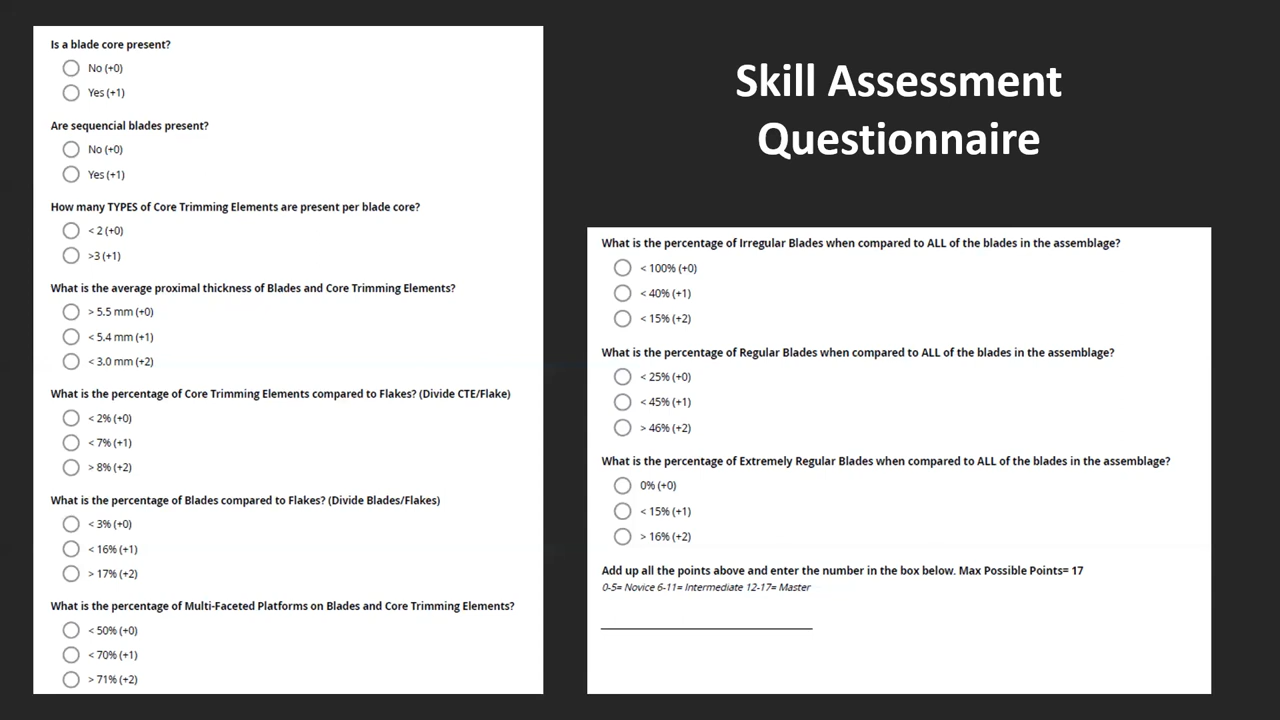 Skill Assessment
Questionnaire
Is a blade core present?
No (+0)
Yes (+1)
Are sequencial blades present?
No (+0)
Yes (+1)
How many TYPES of Core Trimming Elements are present per blade core?
< 2 (+0)
>3 (+1)
What is the average proximal thickness of Blades and Core Trimming Elements?
> 5.5 mm (+0)
< 5.4 mm (+1)
< 3.0 mm (+2)
What is the percentage of Core Trimming Elements compared to Flakes? (Divide CTE/Flake)
< 2% (+0)
< 7% (+1)
> 8% (+2)
What is the percentage of Blades compared to Flakes? (Divide Blades/Flakes)
< 3% (+0)
< 16% (+1)
> 17% (+2)
What is the percentage of Multi-Faceted Platforms on Blades and Core Trimming Elements?
< 50% (+0)
< 70% (+1)
> 71% (+2)
What is the percentage of Irregular Blades when compared to ALL of the blades in the assemblage?
< 100% (+0)
< 40% (+1)
< 15% (+2)
What is the percentage of Regular Blades when compared to ALL of the blades in the assemblage?
< 25% (+0)
< 45% (+1)
> 46% (+2)
What is the percentage of Extremely Regular Blades when compared to ALL of the blades in the assemblage?
0% (+0)
< 15% (+1)
> 16% (+2)
Add up all the points above and enter the number in the box below. Max Possible Points= 17
0-5= Novice 6-11= Intermediate 12-17= Master